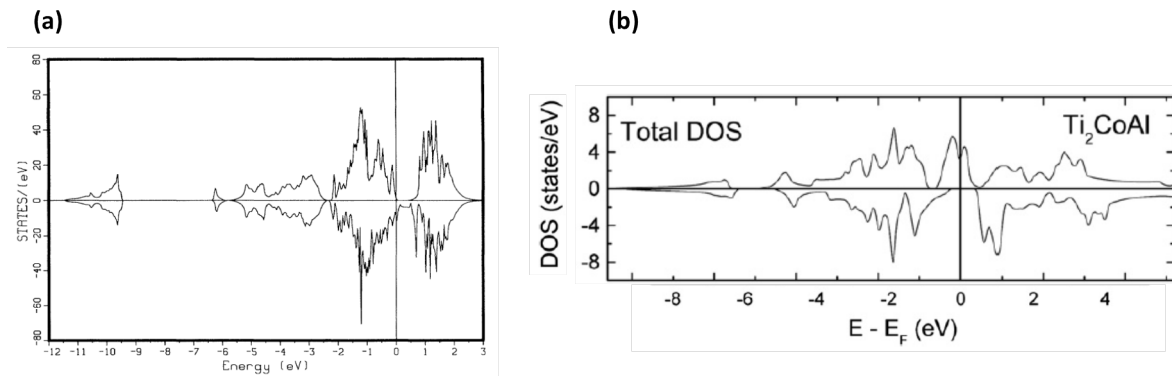 (a)
80
60
40
20
0
-20
-40
-60
-80
STATES/(eV)
-12 -11 -10 -9 -8 -7 -6 -5 -4 -3 -2 -1 0 1 2 3
Energy (eV)
(b)
8
4
0
-4
-8
DOS (states/eV)
Total DOS
Ti₂CoAl
-8 -6 -4 -2 0 2 4
E - E_F (eV)